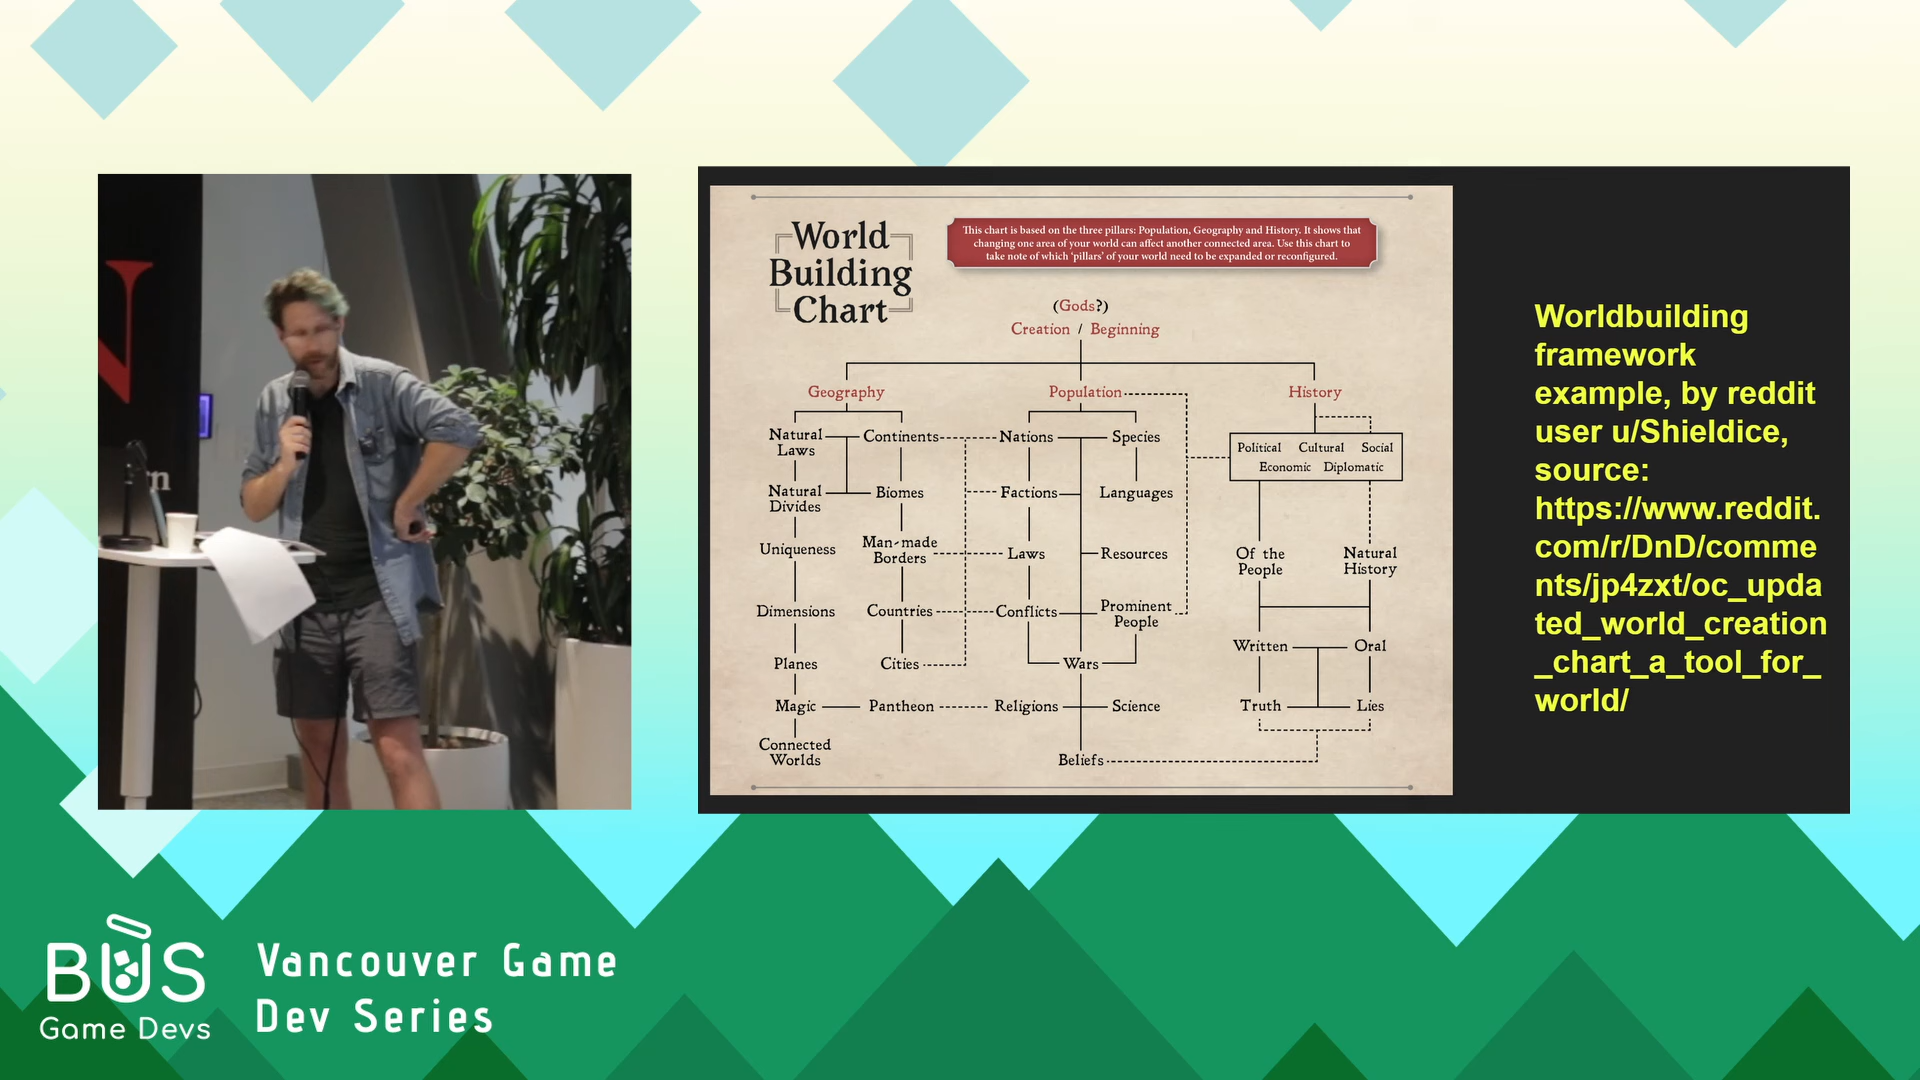 World
Building
Chart
This chart is based on the three pillars: Population, Geography and History. It shows that
changing one area of your world can affect another connected area. Use this chart to
take note of which 'pillars' of your world need to be expanded or reconfigured.
(Gods?)
Creation / Beginning
Geography
Population
History
Natural
Laws
Continents
Nations
Species
Political Cultural Social
Economic Diplomatic
Natural
Divides
Biomes
Factions
Languages
Uniqueness
Man-made
Borders
Laws
Resources
Of the
People
Natural
History
Dimensions
Countries
Conflicts
Prominent
People
Written
Oral
Planes
Cities
Wars
Magic
Pantheon
Religions
Science
Truth
Lies
Connected
Worlds
Beliefs
Worldbuilding
framework
example, by reddit
user u/Shieldice,
source:
https://www.reddit.
com/r/DnD/comme
nts/jp4zxt/oc_upda
ted_world_creation
_chart_a_tool_for_
world/
BUS
Game Devs
Vancouver Game
Dev Series